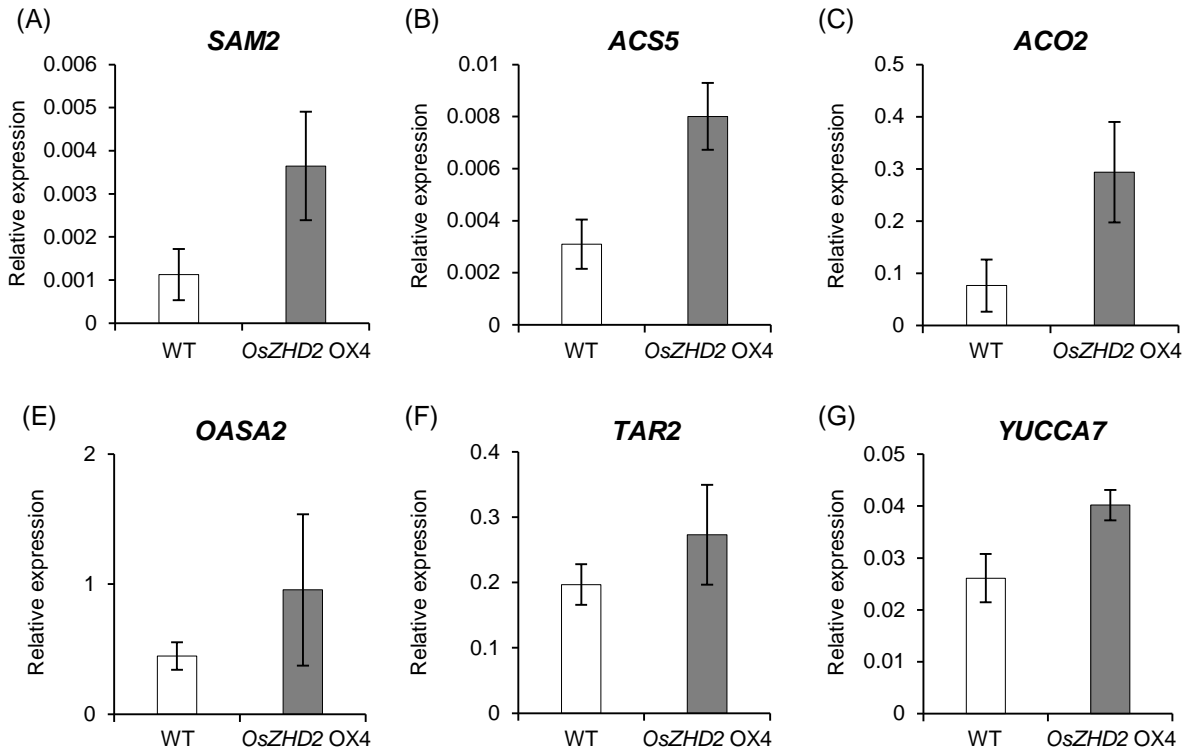 (A)
SAM2
Relative expression
0.006
0.005
0.004
0.003
0.002
0.001
0
WT
OsZHD2 OX4
(B)
ACS5
Relative expression
0.01
0.008
0.006
0.004
0.002
0
WT
OsZHD2 OX4
(C)
ACO2
Relative expression
0.5
0.4
0.3
0.2
0.1
0
WT
OsZHD2 OX4
(E)
OASA2
Relative expression
2
1
0
WT
OsZHD2 OX4
(F)
TAR2
Relative expression
0.4
0.3
0.2
0.1
0
WT
OsZHD2 OX4
(G)
YUCCA7
Relative expression
0.05
0.04
0.03
0.02
0.01
0
WT
OsZHD2 OX4